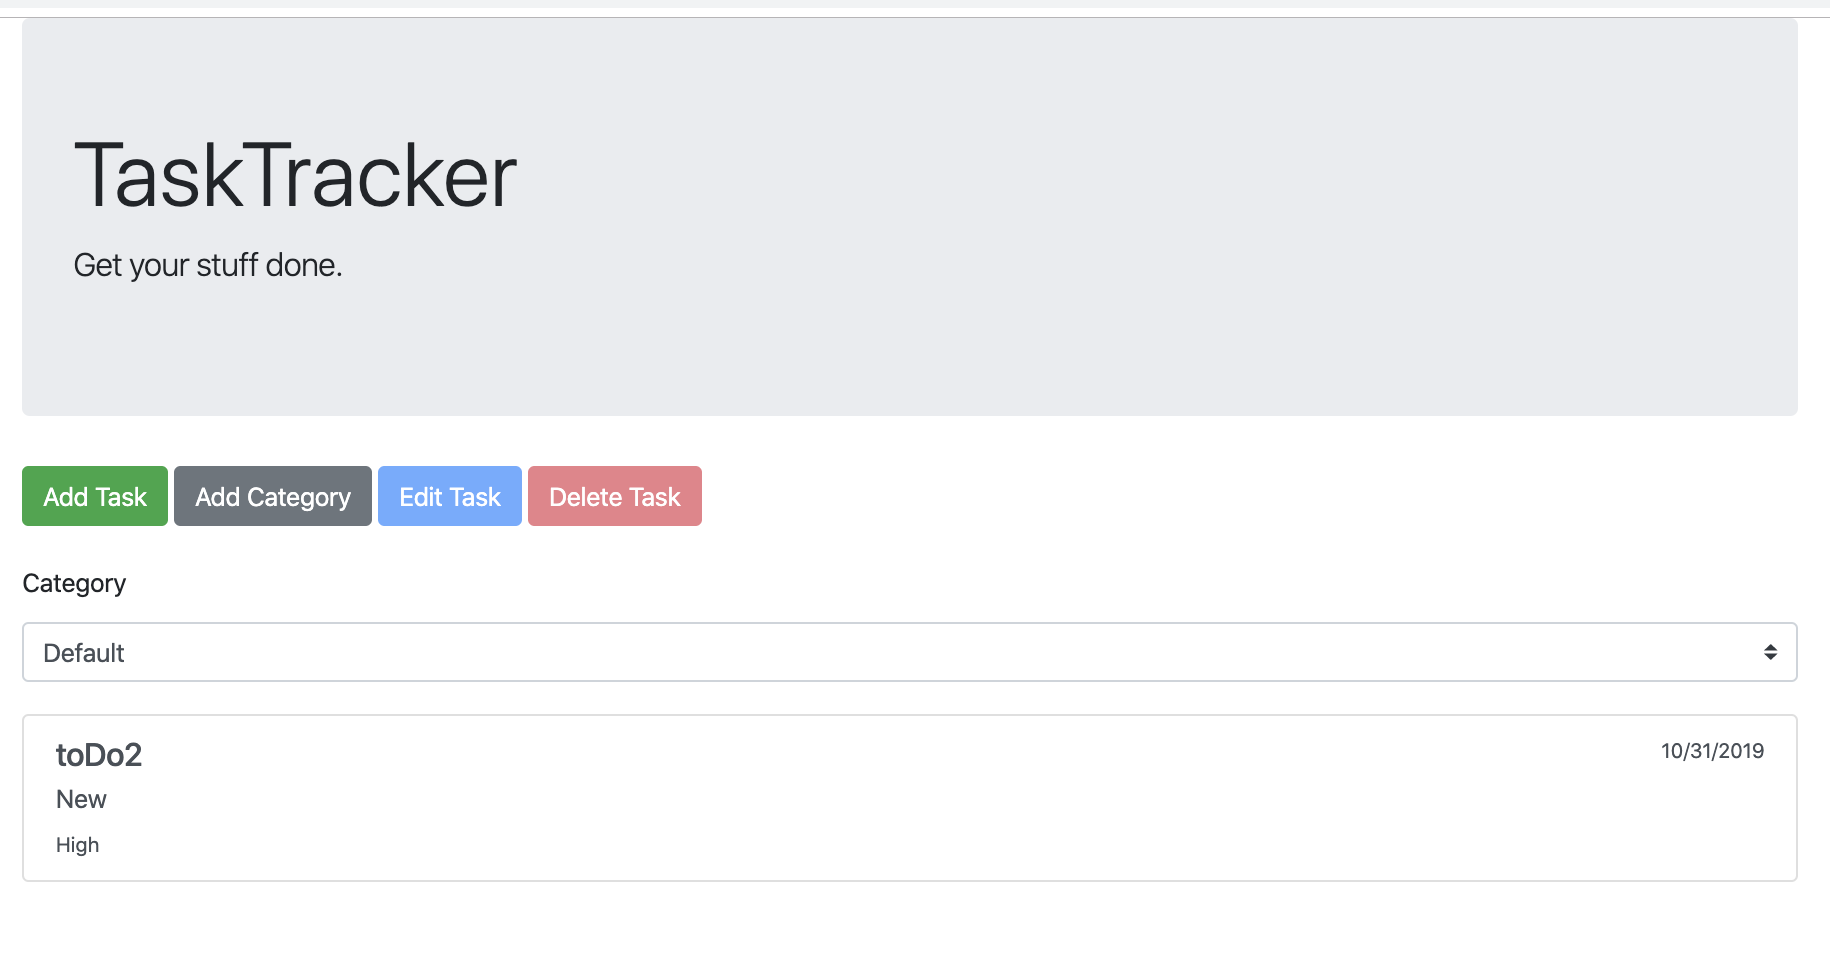 TaskTracker
Get your stuff done.
Add Task Add Category Edit Task Delete Task
Category
Default
toDo2 10/31/2019
New
High